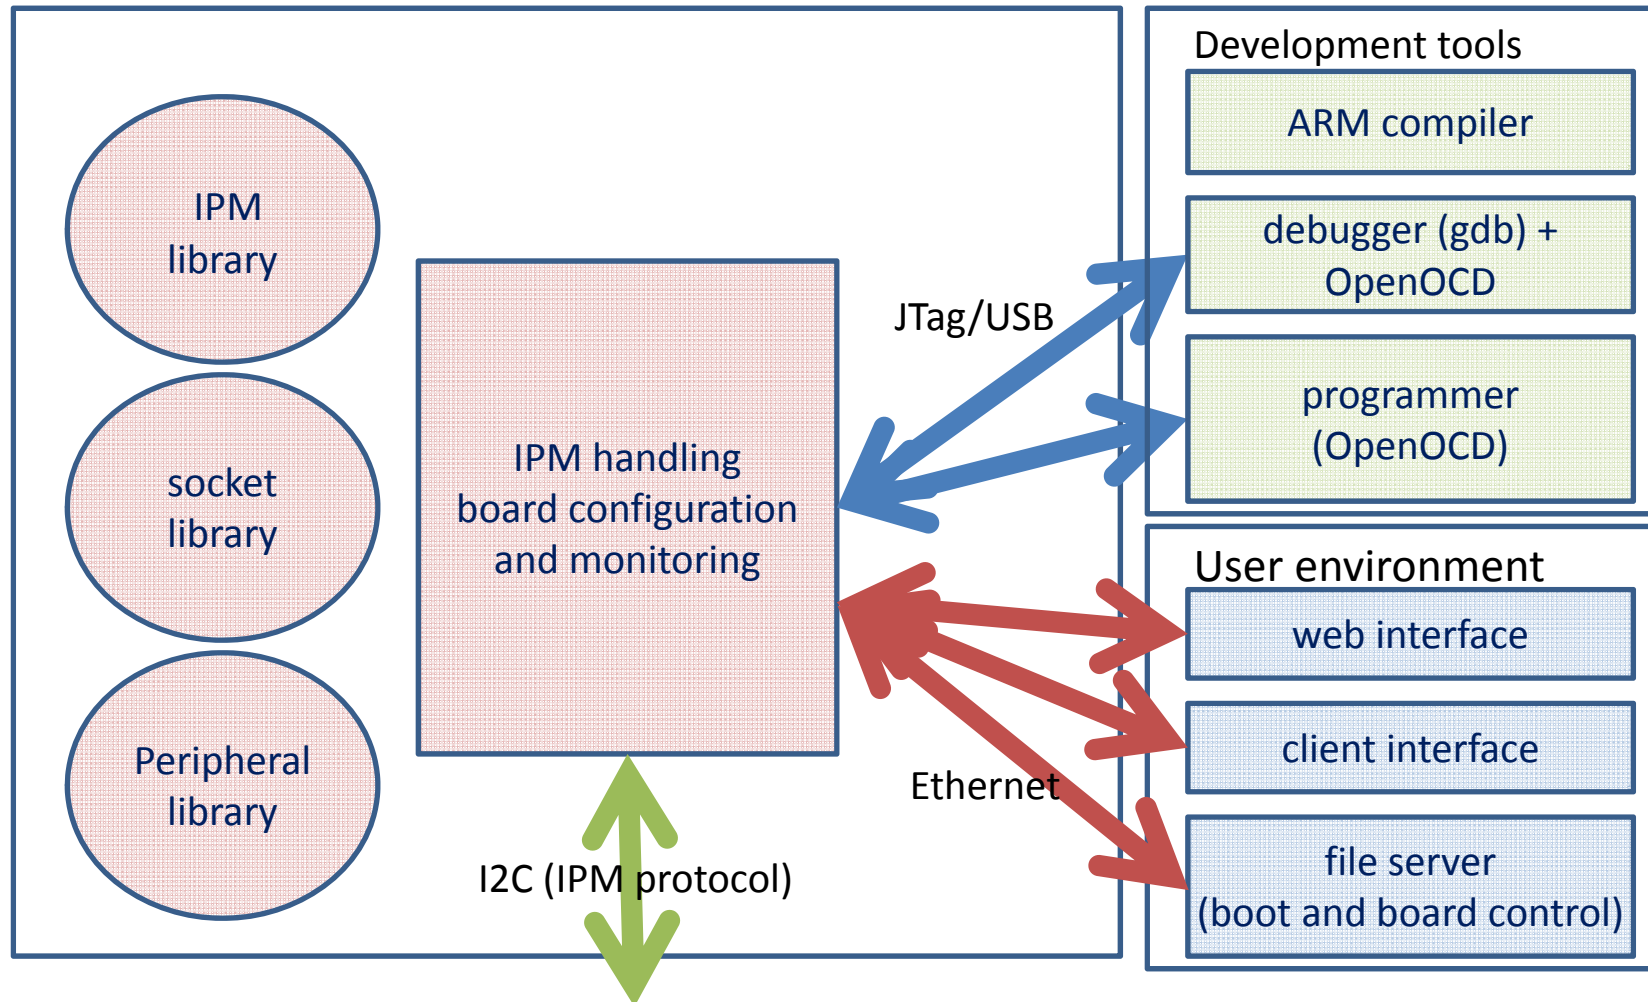 IPM
library
socket
library
Peripheral
library
IPM handling
board configuration
and monitoring
JTag/USB
Ethernet
I2C (IPM protocol)
Development tools
ARM compiler
debugger (gdb) +
OpenOCD
programmer
(OpenOCD)
User environment
web interface
client interface
file server
(boot and board control)